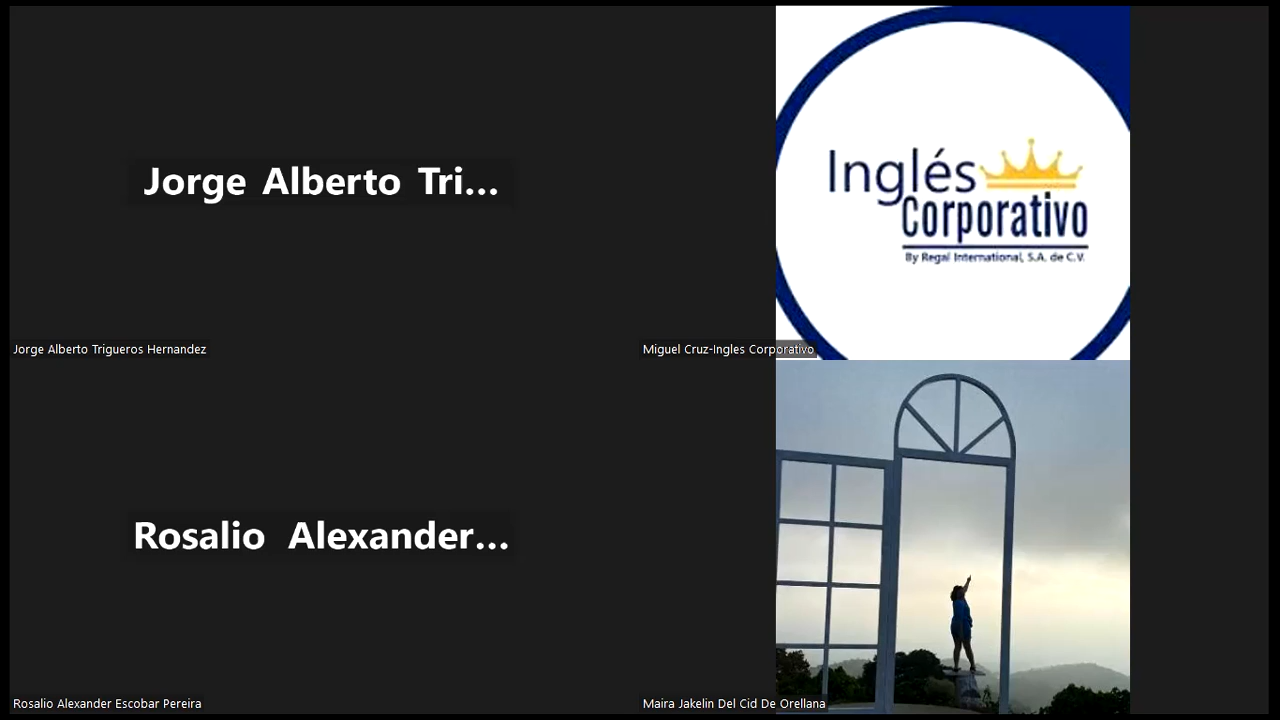 Jorge Alberto Tri...
Jorge Alberto Trigueros Hernandez
Inglés
Corporativo
By Regal International, S.A. de C.V.
Miguel Cruz-Ingles Corporativo
Rosalio Alexander...
Rosalio Alexander Escobar Pereira
Maira Jakelin Del Cid De Orellana